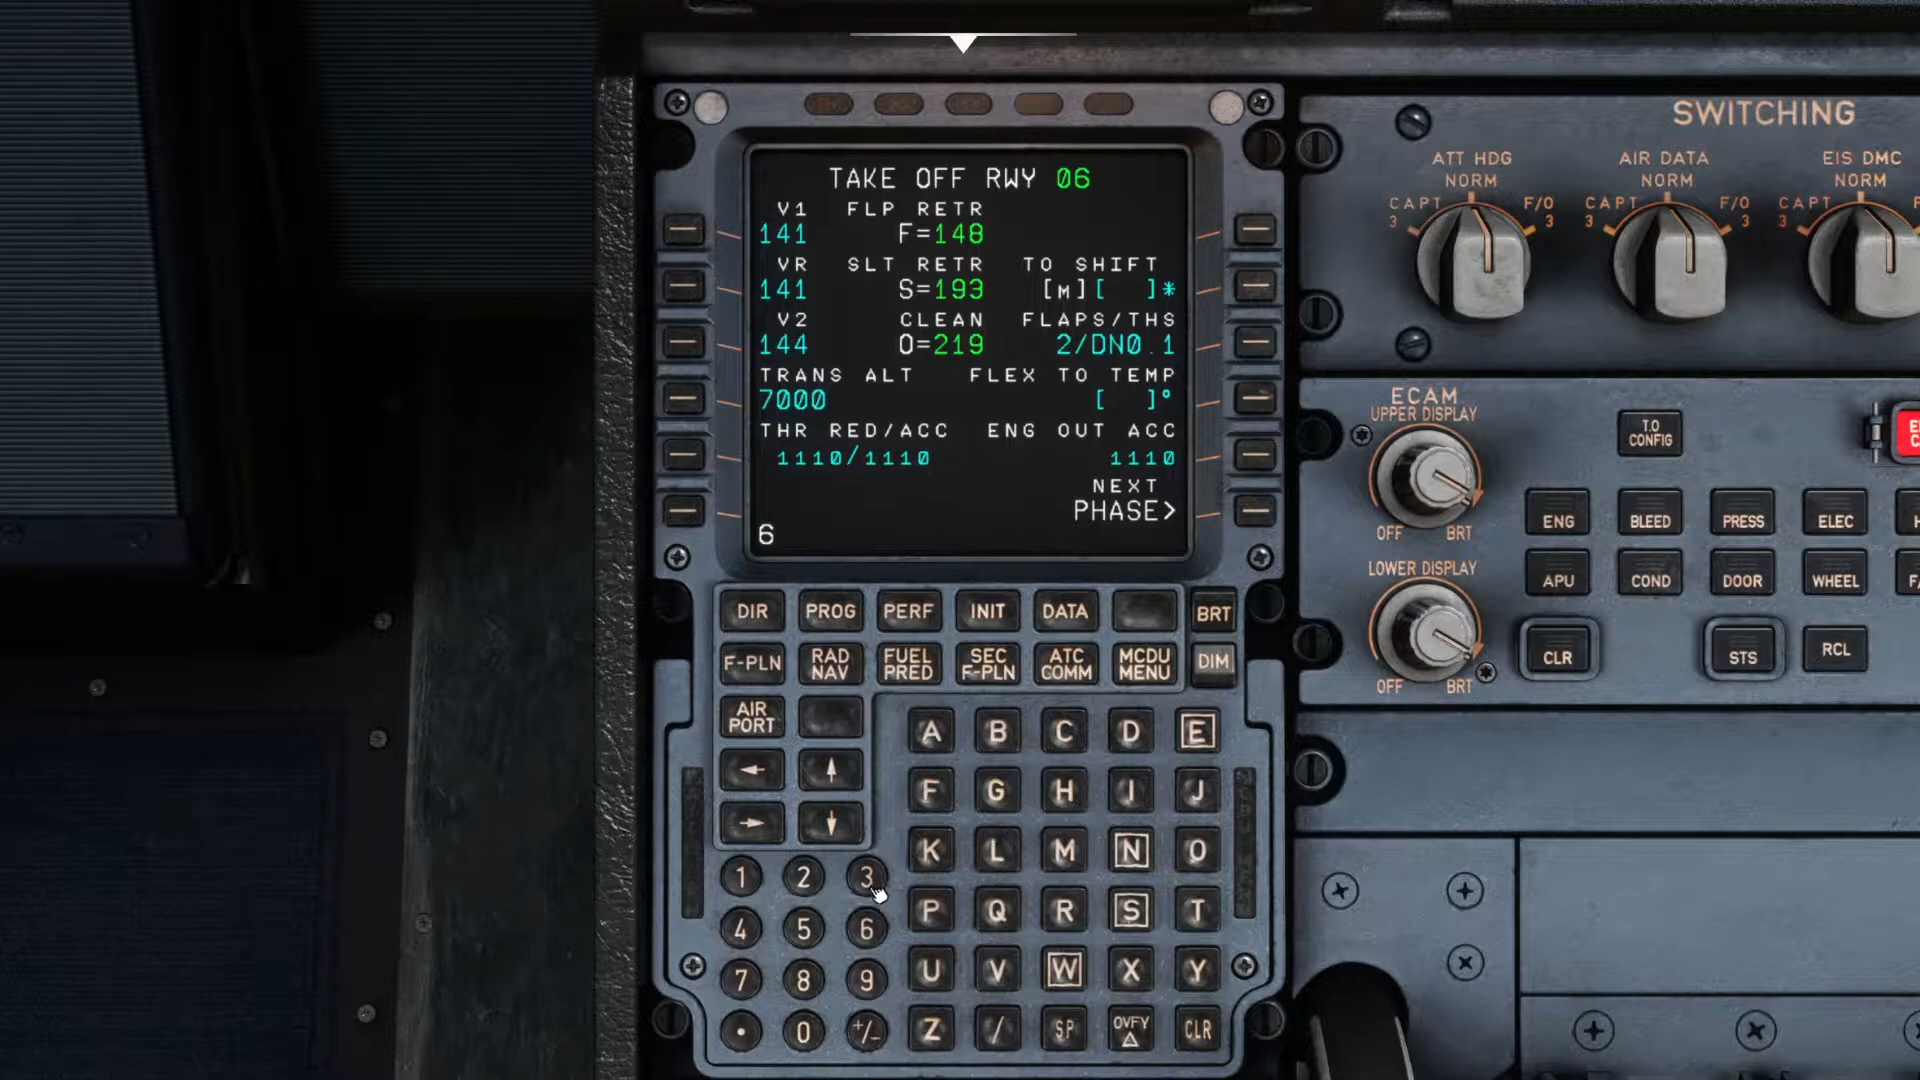 TAKE OFF RWY 06
V1 FLP RETR
141 F=148
VR SLT RETR TO SHIFT
141 S=193 [M][ ]*
V2 CLEAN FLAPS/THS
144 O=219 2/DN0.1
TRANS ALT FLEX TO TEMP
7000 [ ]°
THR RED/ACC ENG OUT ACC
1110/1110 1110
NEXT
PHASE>
6
DIR PROG PERF INIT DATA BRT
F-PLN RAD NAV FUEL PRED SEC F-PLN ATC COMM MCDU MENU DIM
AIR PORT
← ↑
→ ↓
A B C D E
F G H I J
K L M N O
P Q R S T
U V W X Y
Z / SP OVFY Δ CLR
1 2 3
4 5 6
7 8 9
. 0 +/-
SWITCHING
ATT HDG AIR DATA EIS DMC
NORM NORM NORM
CAPT F/O CAPT F/O CAPT
3 3 3 3 3
ECAM
UPPER DISPLAY
OFF BRT
LOWER DISPLAY
OFF BRT
T.O CONFIG
ENG BLEED PRESS ELEC
APU COND DOOR WHEEL
CLR STS RCL